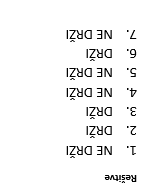 Rešitve
1. NE DRŽI
2. DRŽI
3. DRŽI
4. NE DRŽI
5. NE DRŽI
6. DRŽI
7. NE DRŽI